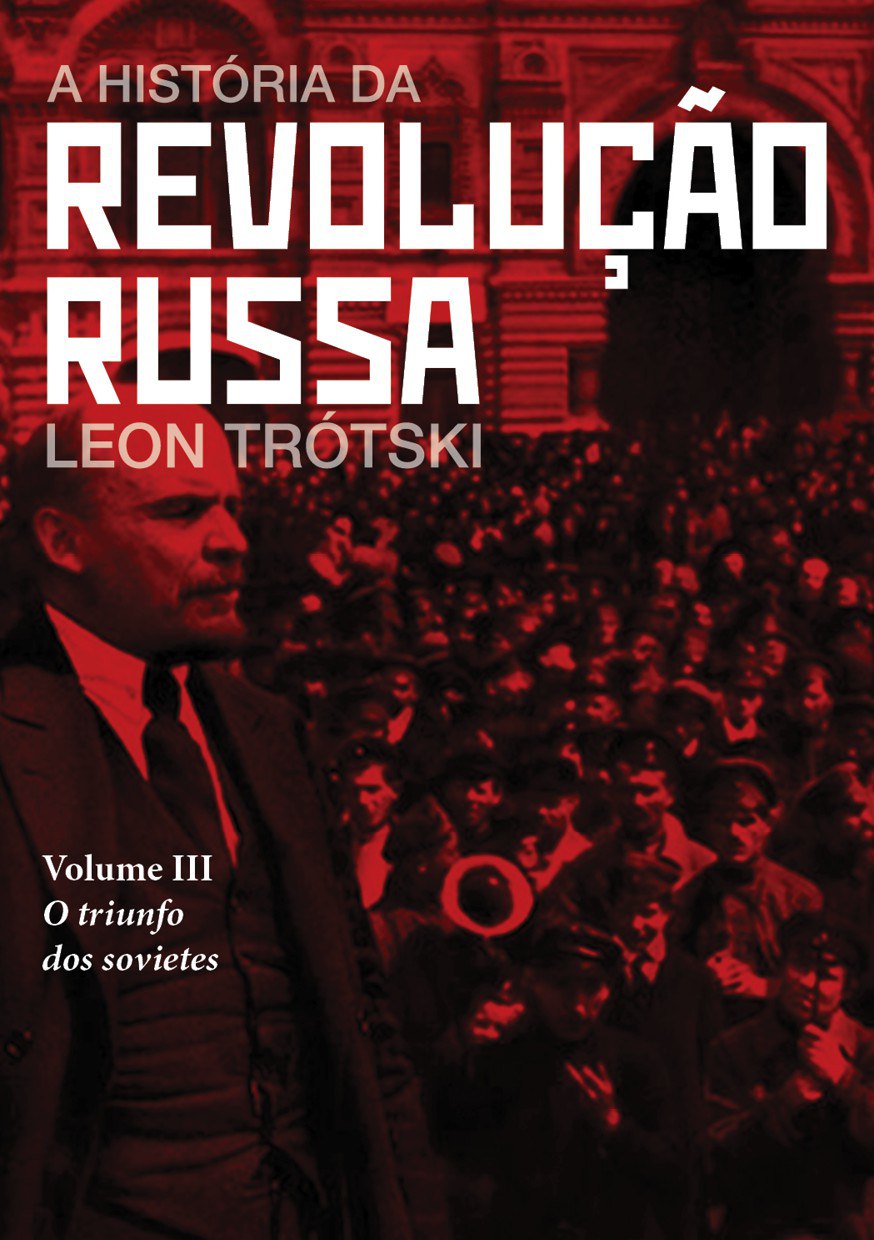 A HISTÓRIA DA
REVOLUÇÃO
RUSSA
LEON TRÓTSKI
Volume III
O triunfo
dos sovietes